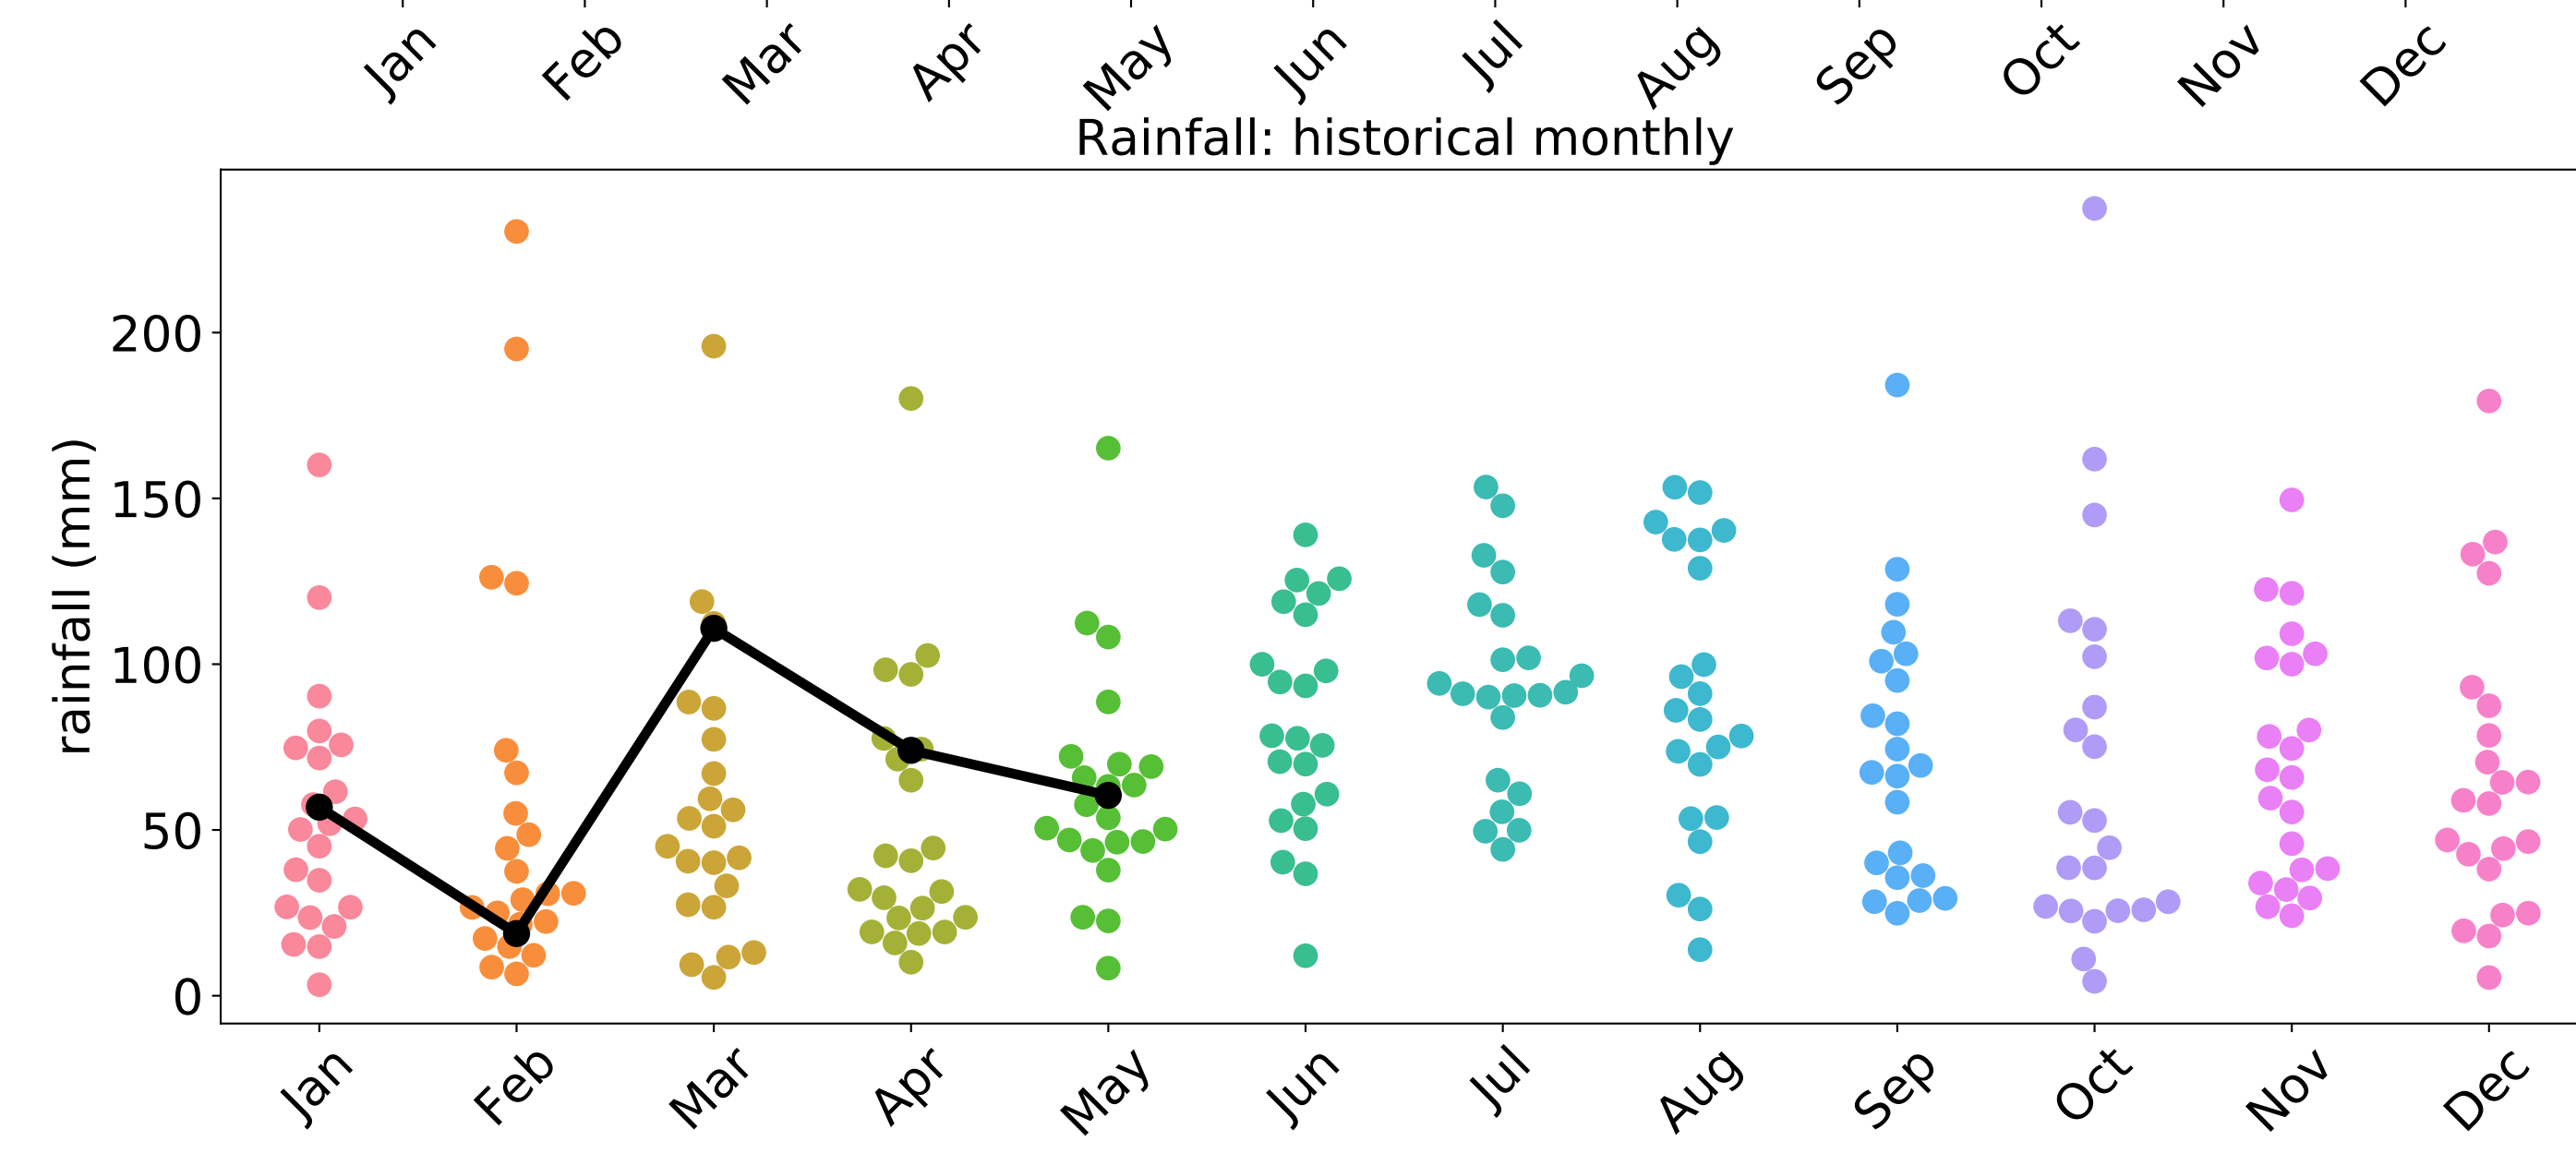 Jan Feb Mar Apr May Jun Jul Aug Sep Oct Nov Dec
Rainfall: historical monthly
rainfall (mm)
200
150
100
50
0
Jan Feb Mar Apr May Jun Jul Aug Sep Oct Nov Dec